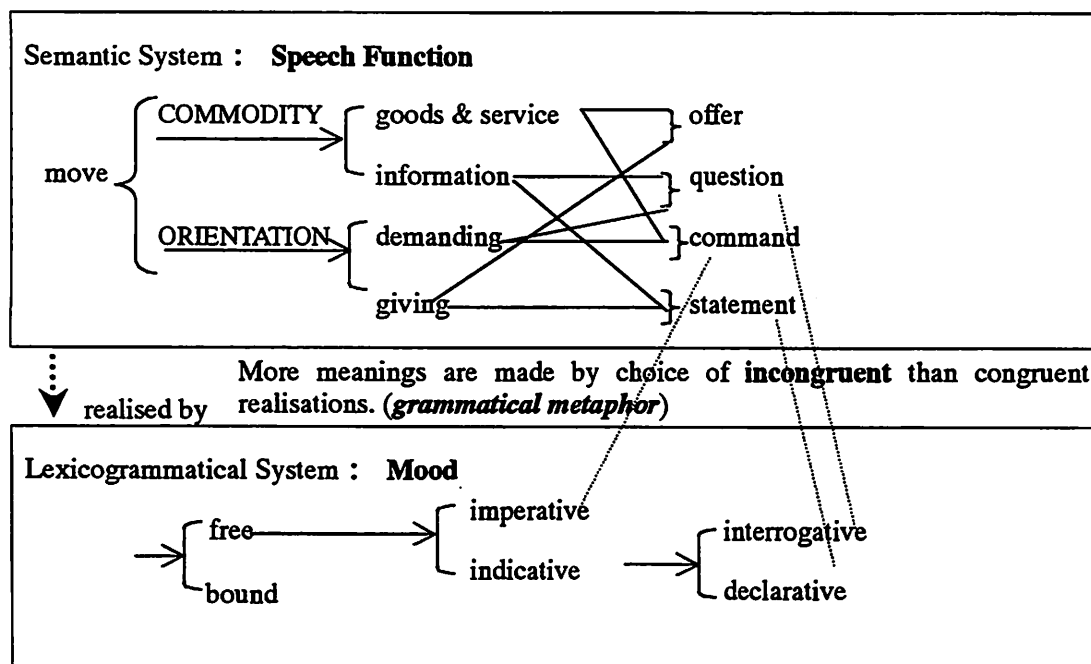 Semantic System : Speech Function
COMMODITY
goods & service
offer
move
information
question
ORIENTATION
demanding
command
giving
statement
More meanings are made by choice of incongruent than congruent
realised by realisations. (grammatical metaphor)
Lexicogrammatical System : Mood
imperative
free
interrogative
indicative
bound
declarative